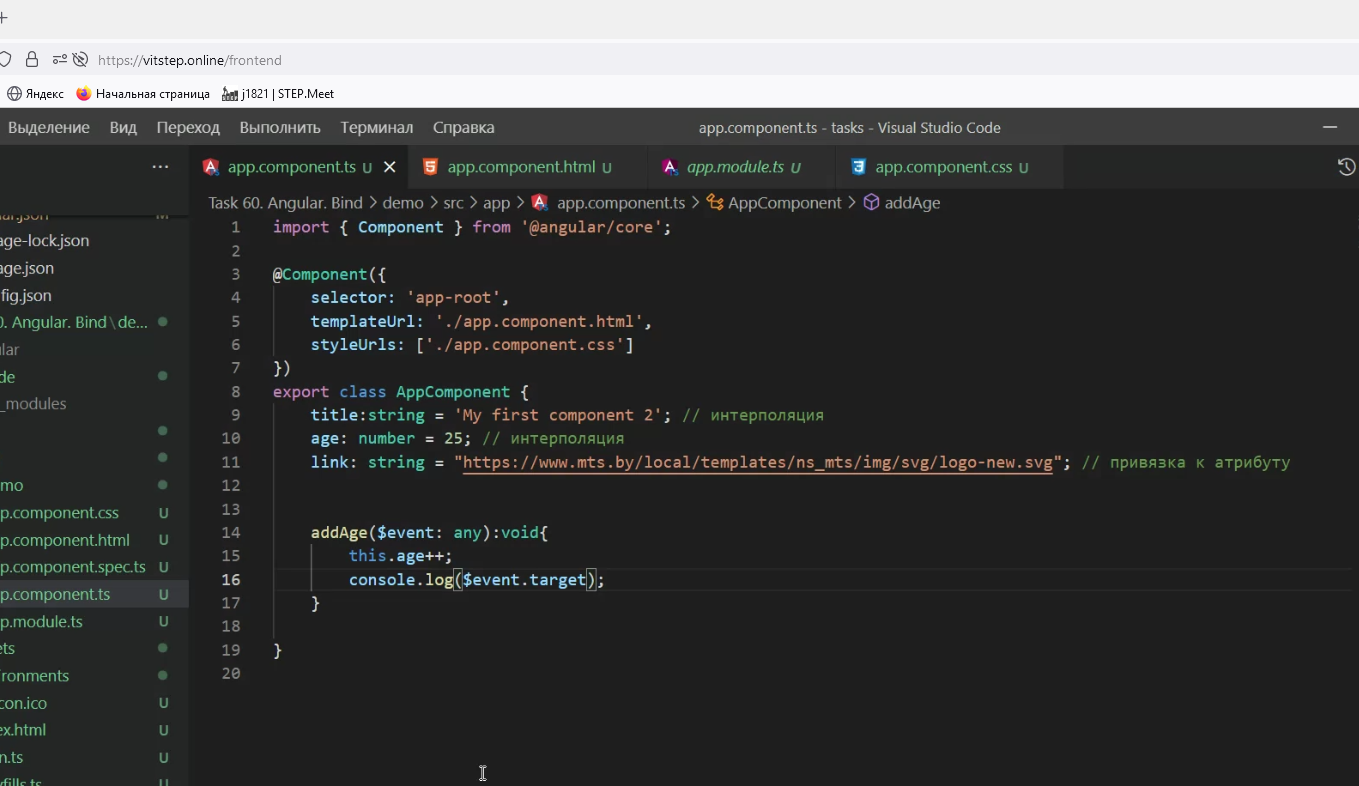 https://vitstep.online/frontend
Яндекс Начальная страница j1821 | STEP.Meet
Выделение Вид Переход Выполнить Терминал Справка app.component.ts - tasks - Visual Studio Code
... app.component.ts U app.component.html U app.module.ts U app.component.css U
Task 60. Angular. Bind > demo > src > app > app.component.ts > AppComponent > addAge
age-lock.json
age.json
fig.json
0. Angular. Bind\de...
lar
de
_modules
mo
p.component.css U
p.component.html U
p.component.spec.ts U
p.component.ts U
p.module.ts U
ets
ronments
con.ico U
ex.html U
n.ts U
1 import { Component } from '@angular/core';
2
3 @Component({
4 selector: 'app-root',
5 templateUrl: './app.component.html',
6 styleUrls: ['./app.component.css']
7 })
8 export class AppComponent {
9 title:string = 'My first component 2'; // интерполяция
10 age: number = 25; // интерполяция
11 link: string = "https://www.mts.by/local/templates/ns_mts/img/svg/logo-new.svg"; // привязка к атрибуту
12
13
14 addAge($event: any):void{
15 this.age++;
16 console.log($event.target);
17 }
18
19 }
20